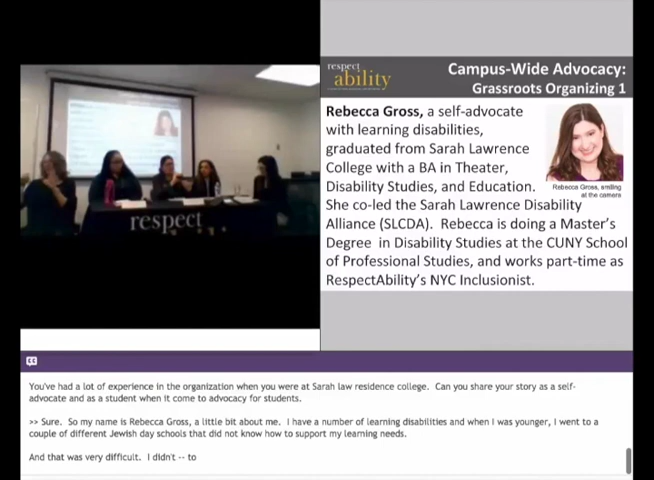 respect
ability
Campus-Wide Advocacy:
Grassroots Organizing 1
Rebecca Gross, a self-advocate
with learning disabilities,
graduated from Sarah Lawrence
College with a BA in Theater,
Disability Studies, and Education.
Rebecca Gross, smiling
at the camera
She co-led the Sarah Lawrence Disability
Alliance (SLCDA). Rebecca is doing a Master's
Degree in Disability Studies at the CUNY School
of Professional Studies, and works part-time as
RespectAbility's NYC Inclusionist.
respect
cc
You've had a lot of experience in the organization when you were at Sarah law residence college. Can you share your story as a self-
advocate and as a student when it come to advocacy for students.
>> Sure. So my name is Rebecca Gross, a little bit about me. I have a number of learning disabilities and when I was younger, I went to a
couple of different Jewish day schools that did not know how to support my learning needs.
And that was very difficult. I didn't -- to